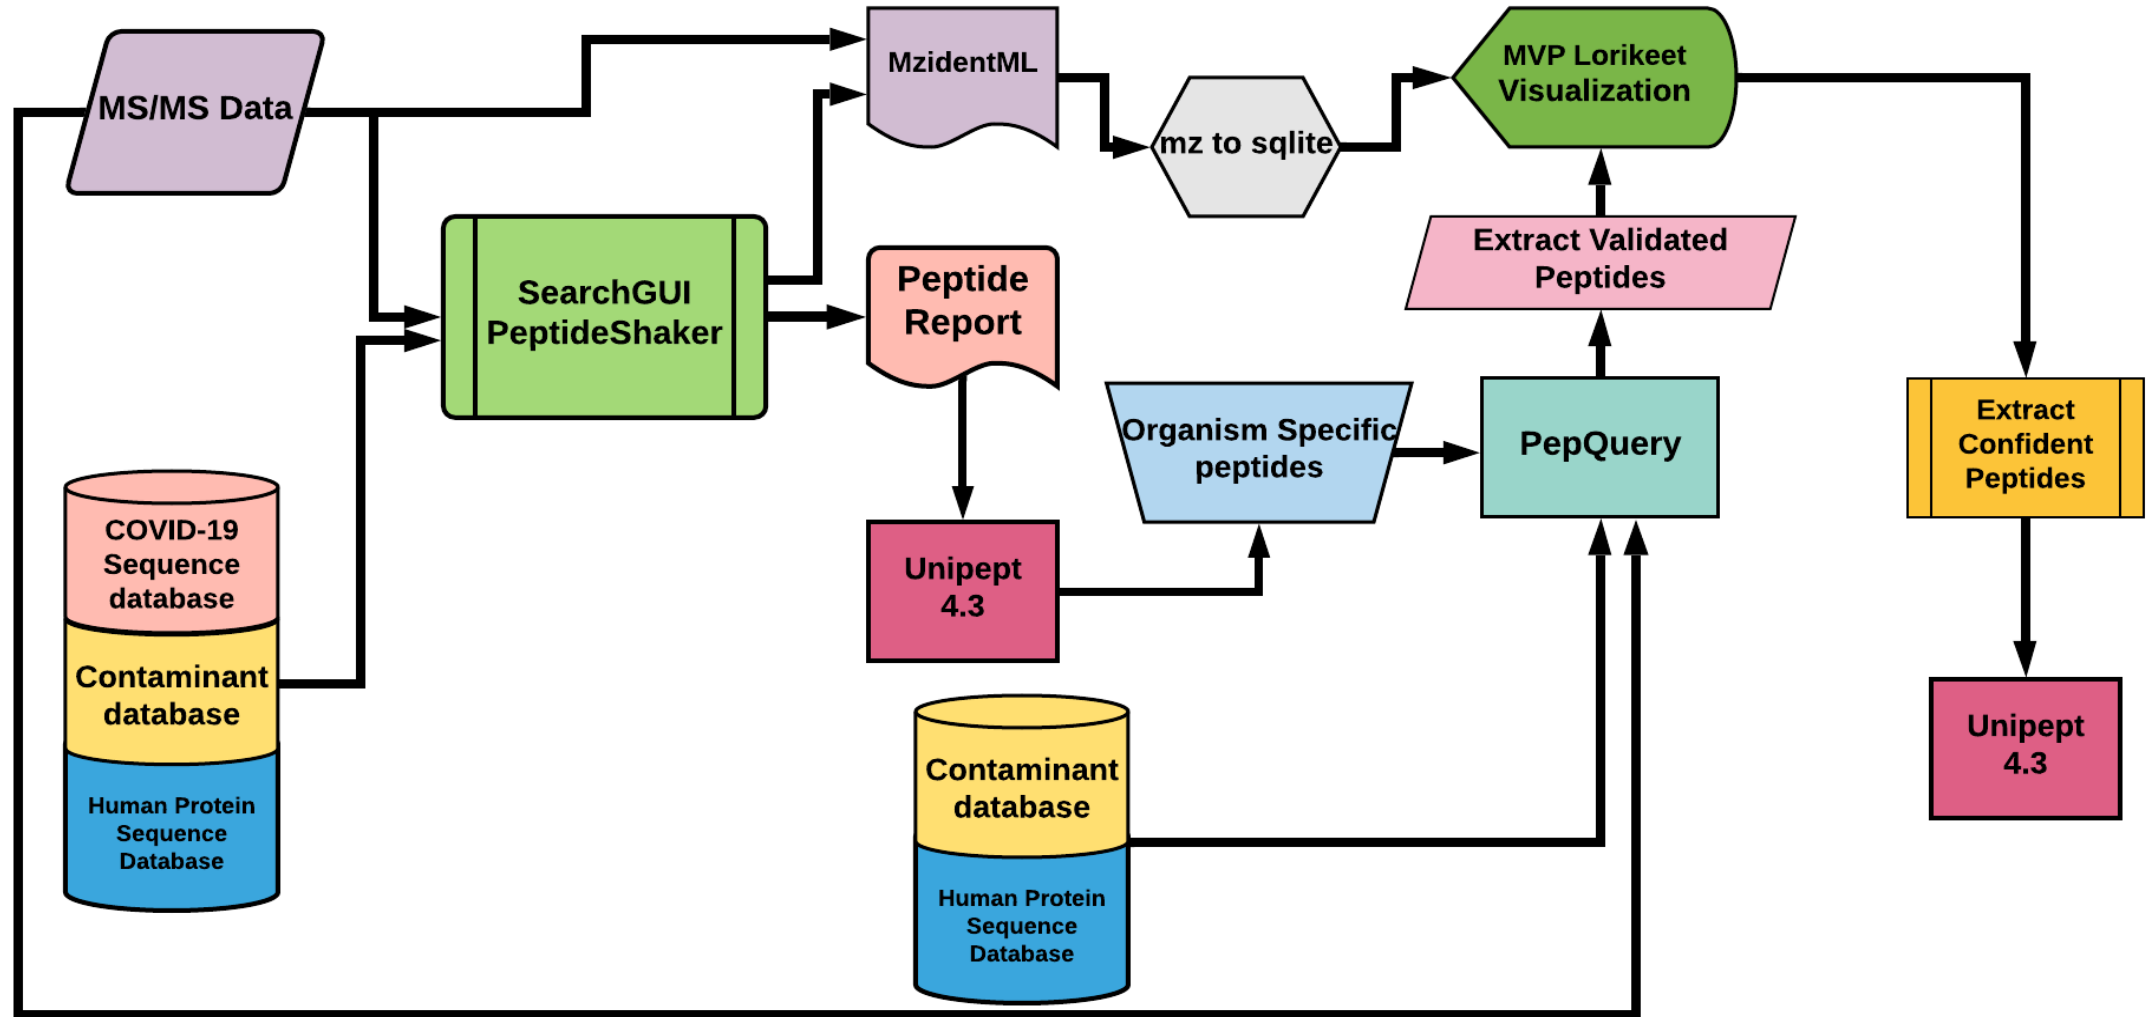 MS/MS Data
MzidentML
mz to sqlite
MVP Lorikeet
Visualization
SearchGUI
PeptideShaker
Peptide
Report
Extract Validated
Peptides
Organism Specific
peptides
PepQuery
Extract
Confident
Peptides
COVID-19
Sequence
database
Contaminant
database
Human Protein
Sequence
Database
Unipept
4.3
Contaminant
database
Human Protein
Sequence
Database
Unipept
4.3